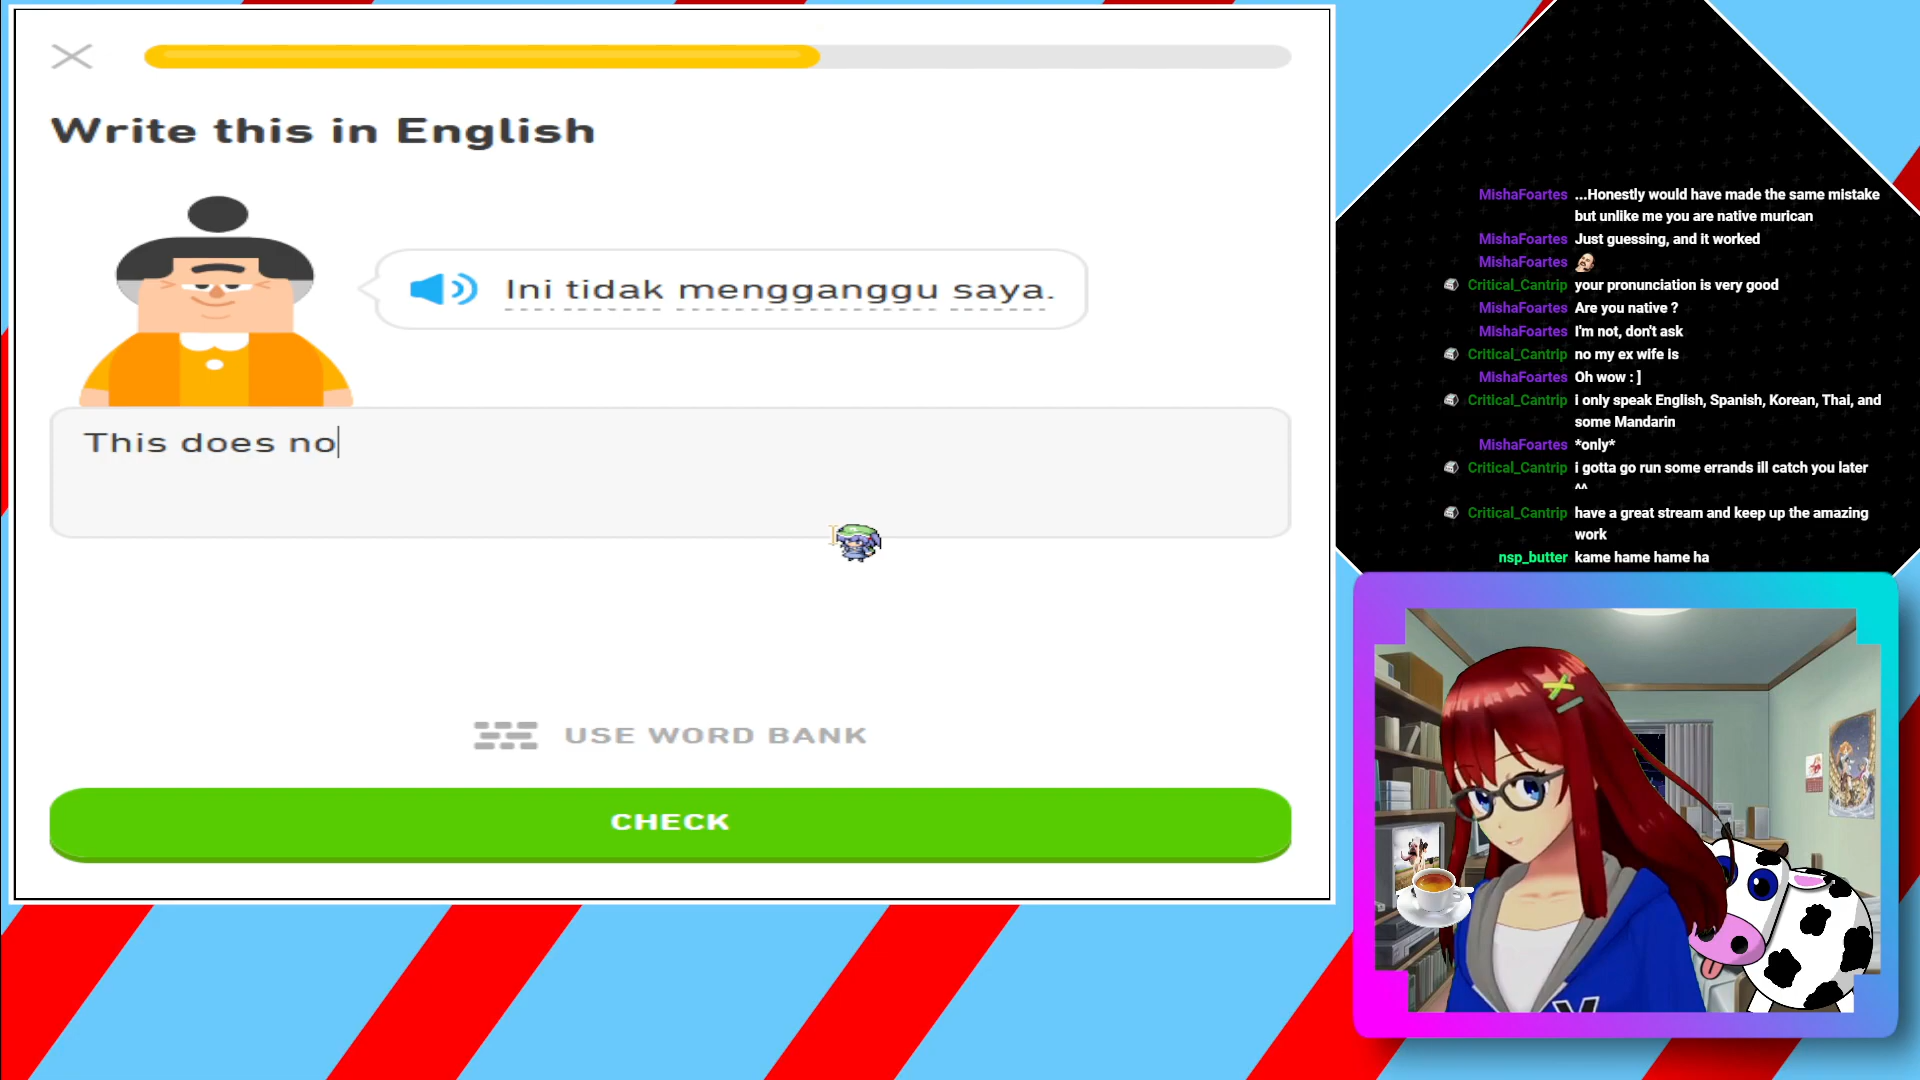 Write this in English
Ini tidak mengganggu saya.
This does no
USE WORD BANK
CHECK
MishaFoartes ...Honestly would have made the same mistake
but unlike me you are native murican
MishaFoartes Just guessing, and it worked
MishaFoartes
Critical_Cantrip your pronunciation is very good
MishaFoartes Are you native ?
MishaFoartes I'm not, don't ask
Critical_Cantrip no my ex wife is
MishaFoartes Oh wow : ]
Critical_Cantrip i only speak English, Spanish, Korean, Thai, and
some Mandarin
MishaFoartes *only*
Critical_Cantrip i gotta go run some errands ill catch you later
^^
Critical_Cantrip have a great stream and keep up the amazing
work
nsp_butter kame hame hame ha